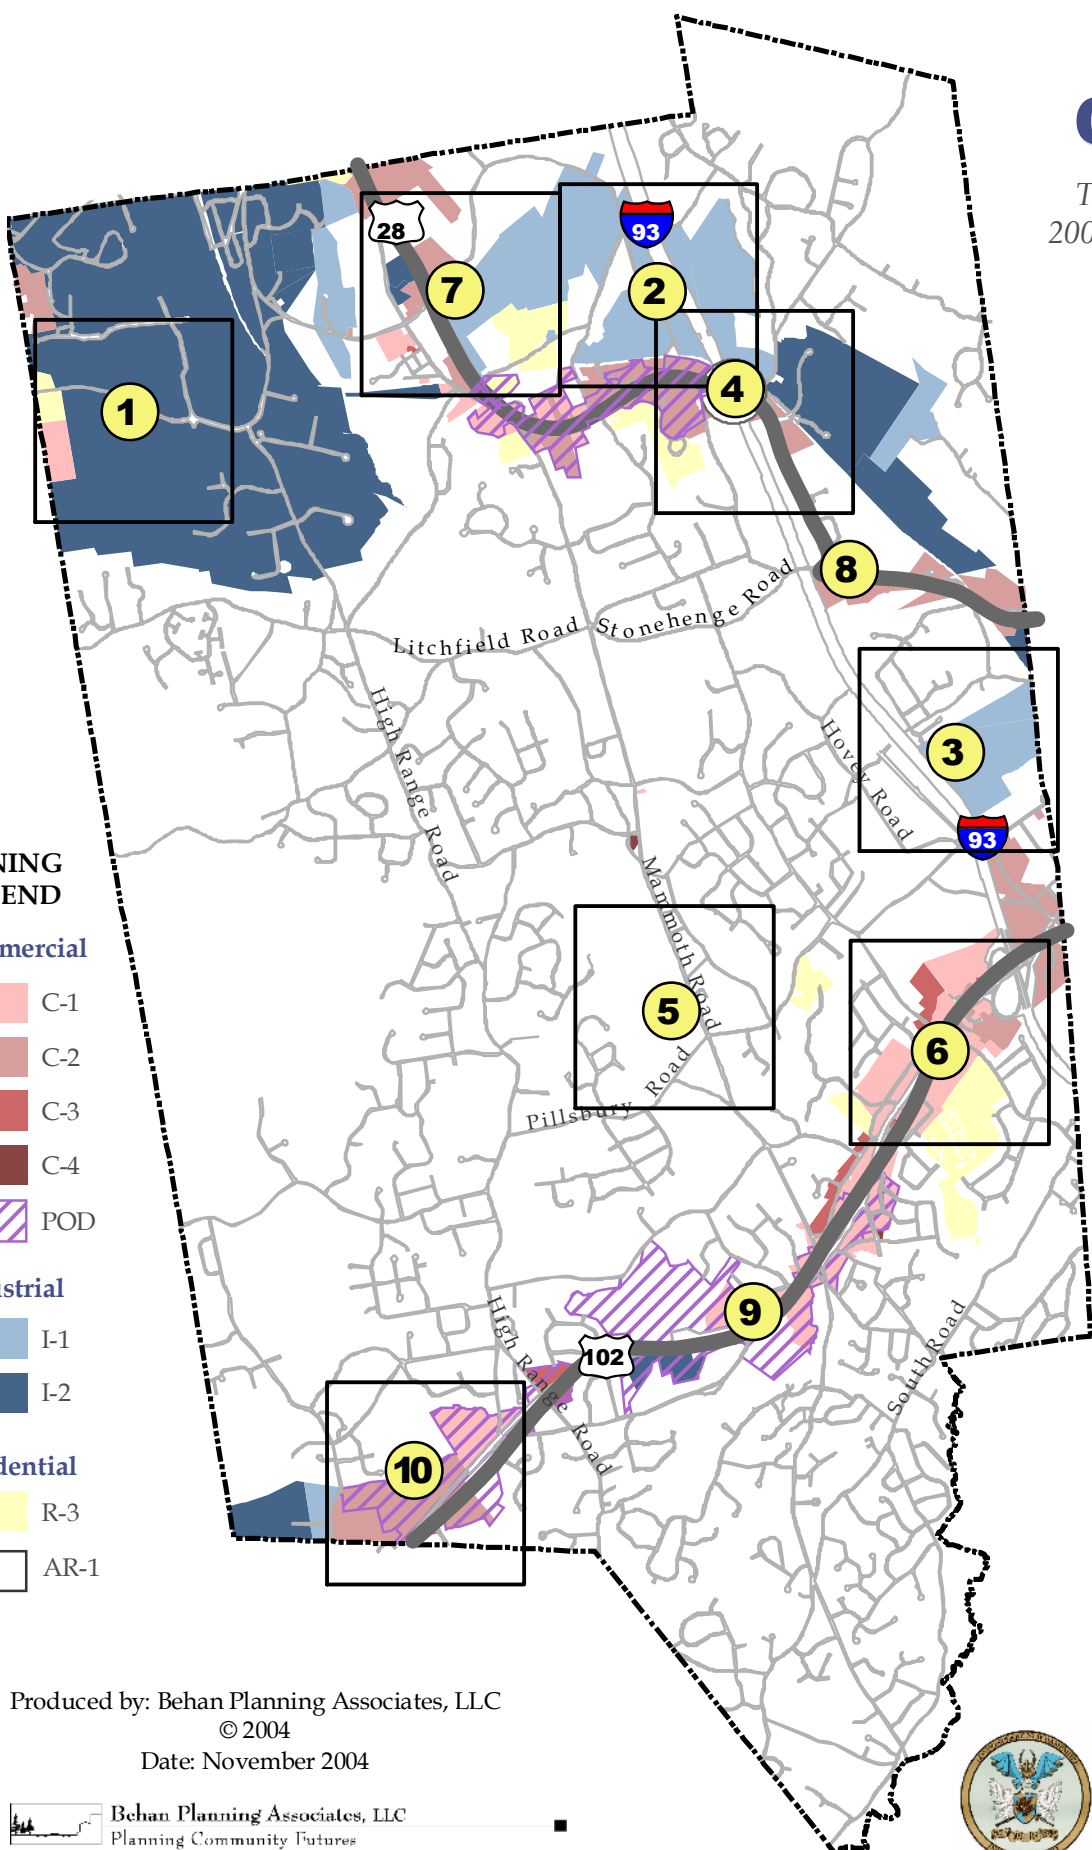 T
200
28
93
7
2
4
1
8
Litchfield Road
Stonehenge Road
High Range Road
Hovey Road
3
93
NING
END
mercial
C-1
C-2
C-3
C-4
POD
strial
I-1
I-2
dential
R-3
AR-1
Mammoth Road
5
6
Pillsbury Road
9
102
High Range Road
South Road
10
Produced by: Behan Planning Associates, LLC
© 2004
Date: November 2004
Behan Planning Associates, LLC
Planning Community Futures